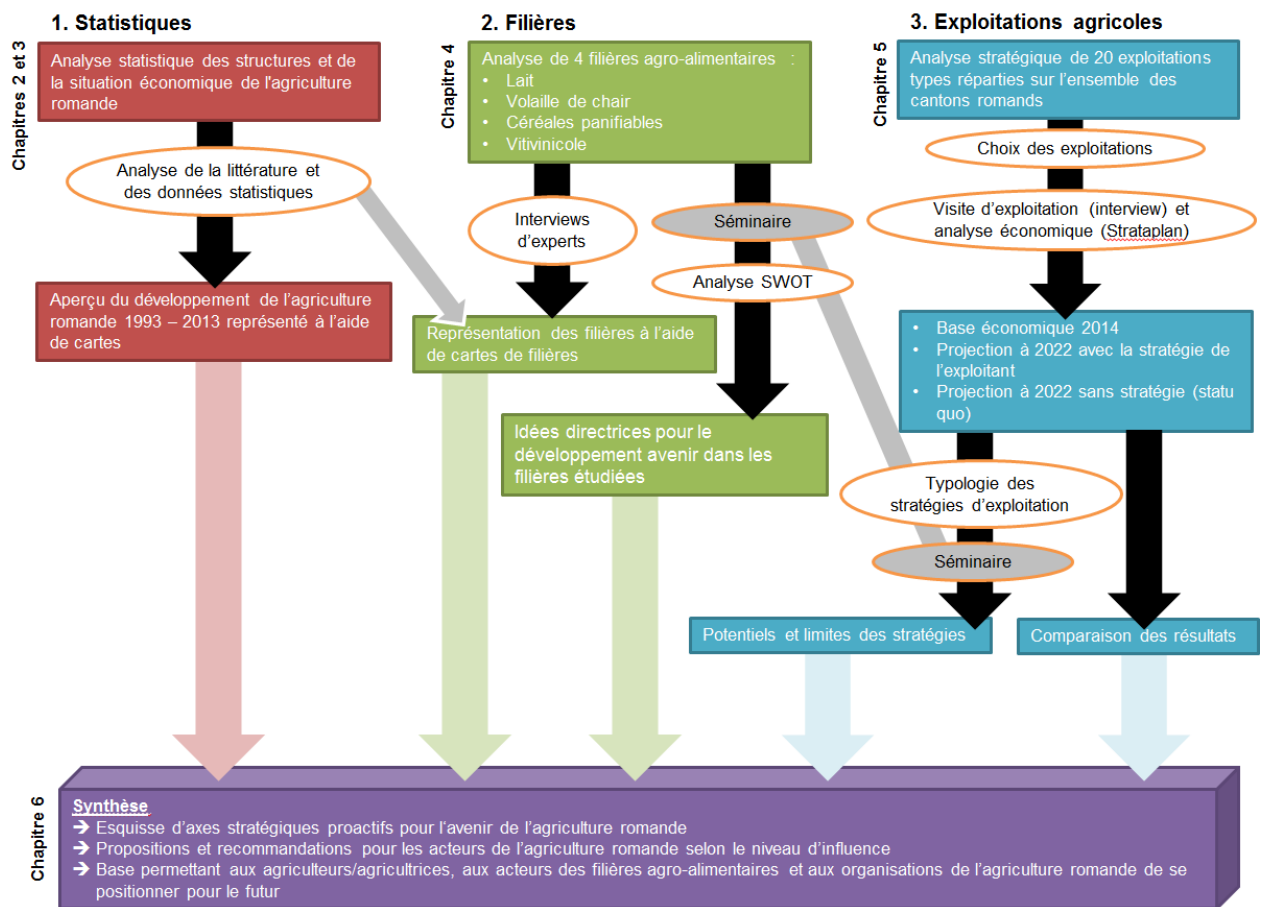 1. Statistiques
Chapitres 2 et 3
Analyse statistique des structures et de
la situation économique de l'agriculture
romande
Analyse de la littérature et
des données statistiques
Aperçu du développement de l'agriculture
romande 1993 – 2013 représenté à l'aide
de cartes
2. Filières
Chapitre 4
Analyse de 4 filières agro-alimentaires :
• Lait
• Volaille de chair
• Céréales panifiables
• Vitivinicole
Interviews
d'experts
Séminaire
Analyse SWOT
Représentation des filières à l'aide
de cartes de filières
Idées directrices pour le
développement avenir dans les
filières étudiées
3. Exploitations agricoles
Chapitre 5
Analyse stratégique de 20 exploitations
types réparties sur l'ensemble des
cantons romands
Choix des exploitations
Visite d'exploitation (interview) et
analyse économique (Strataplan)
• Base économique 2014
• Projection à 2022 avec la stratégie de
l'exploitant
• Projection à 2022 sans stratégie (statu
quo)
Typologie des
stratégies d'exploitation
Séminaire
Potentiels et limites des stratégies
Comparaison des résultats
Chapitre 6
Synthèse
➔ Esquisse d'axes stratégiques proactifs pour l'avenir de l'agriculture romande
➔ Propositions et recommandations pour les acteurs de l'agriculture romande selon le niveau d'influence
➔ Base permettant aux agriculteurs/agricultrices, aux acteurs des filières agro-alimentaires et aux organisations de l'agriculture romande de se
positionner pour le futur